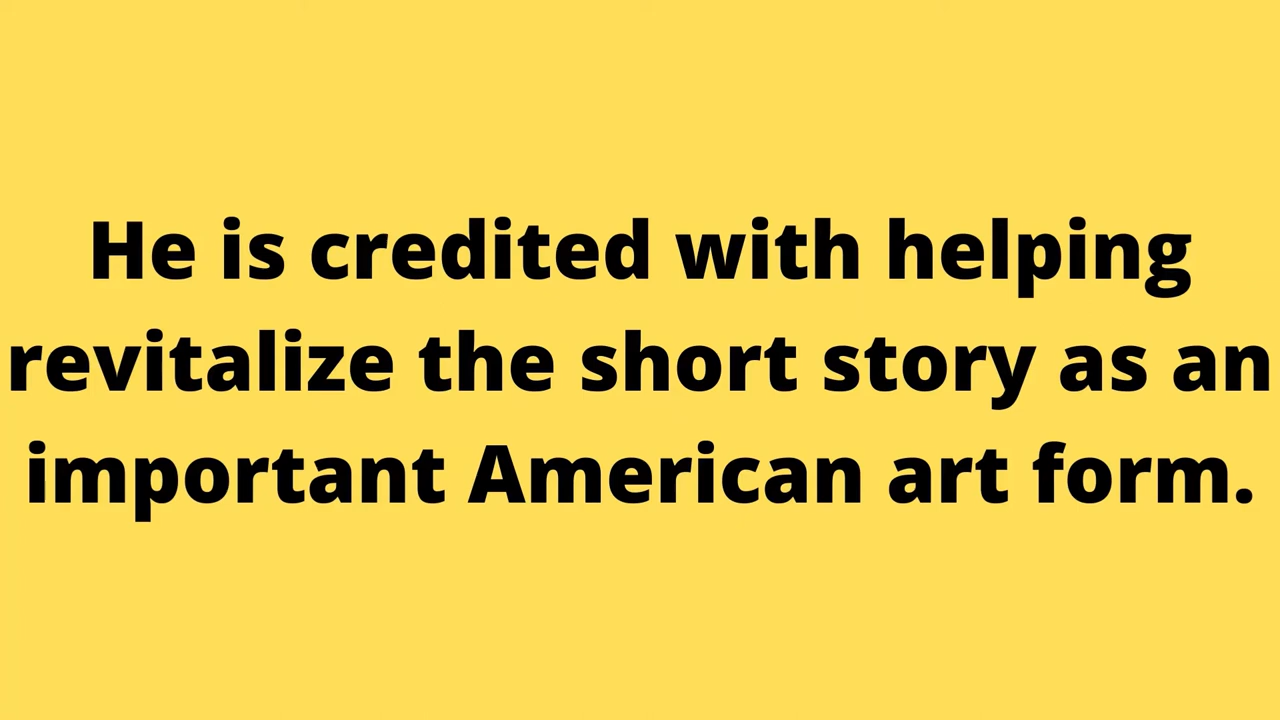 He is credited with helping
revitalize the short story as an
important American art form.